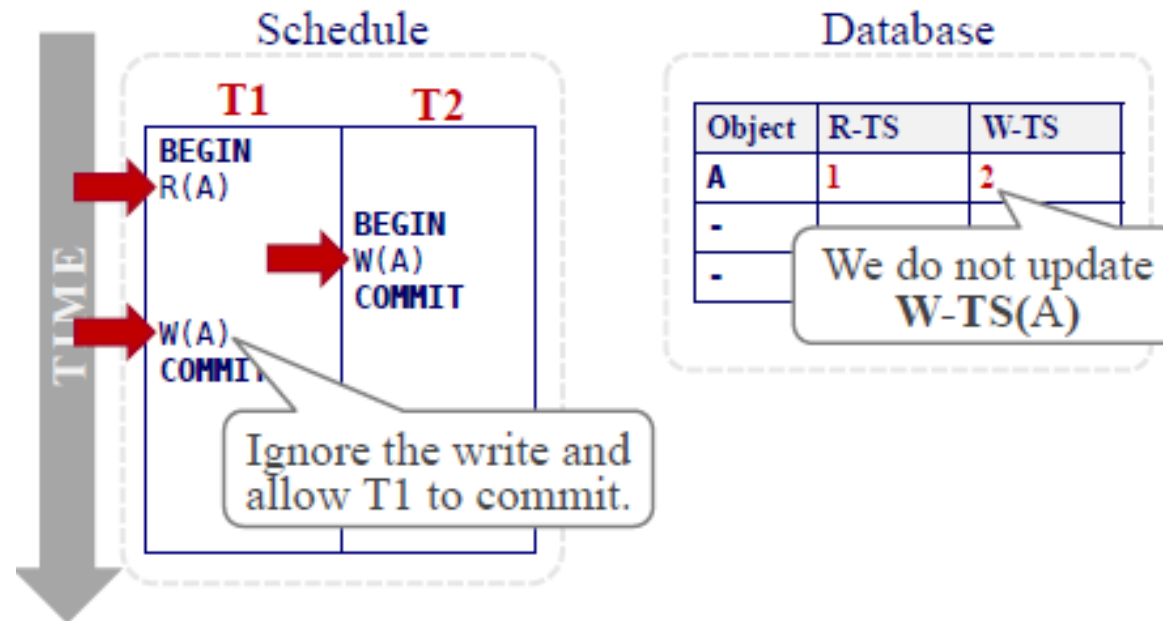 Schedule
Database
T1 T2
BEGIN
R(A)
BEGIN
W(A)
COMMIT
W(A)
COMMIT
TIME
Ignore the write and
allow T1 to commit.
Object R-TS W-TS
A 1 2
-
-
We do not update
W-TS(A)